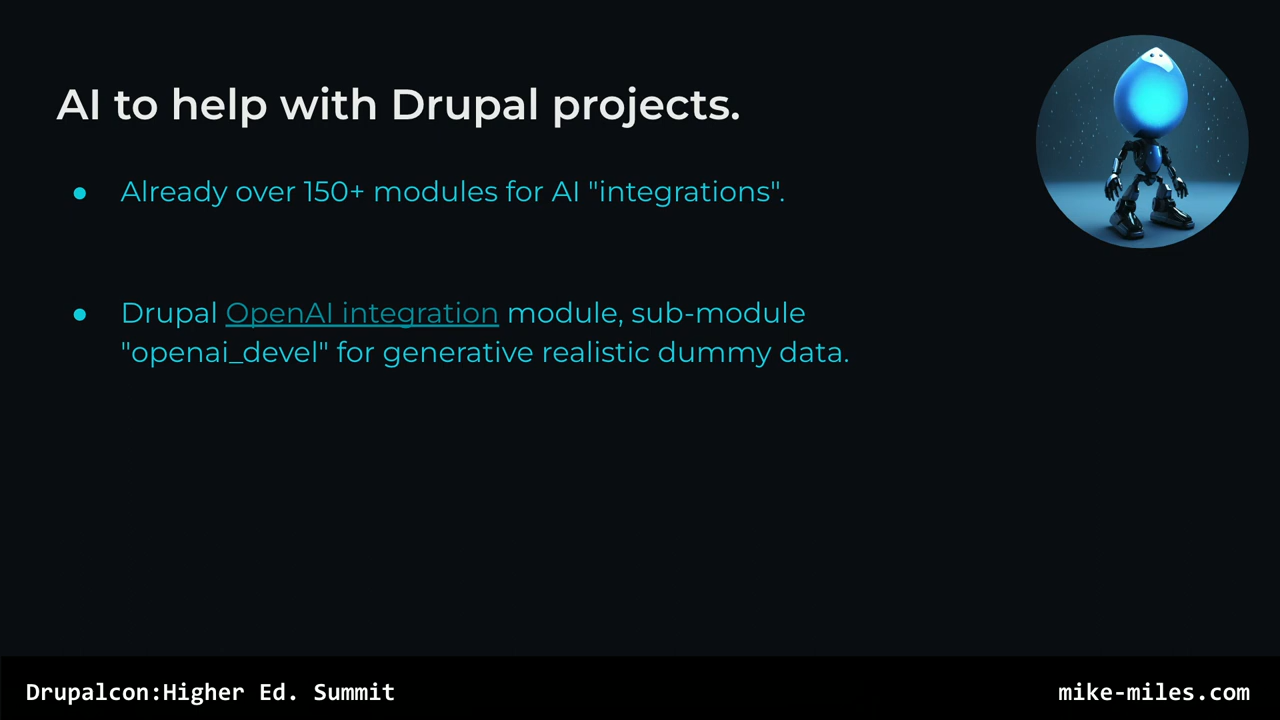 AI to help with Drupal projects.
● Already over 150+ modules for AI "integrations".
● Drupal OpenAI integration module, sub-module
"openai_devel" for generative realistic dummy data.
Drupalcon:Higher Ed. Summit
mike-miles.com